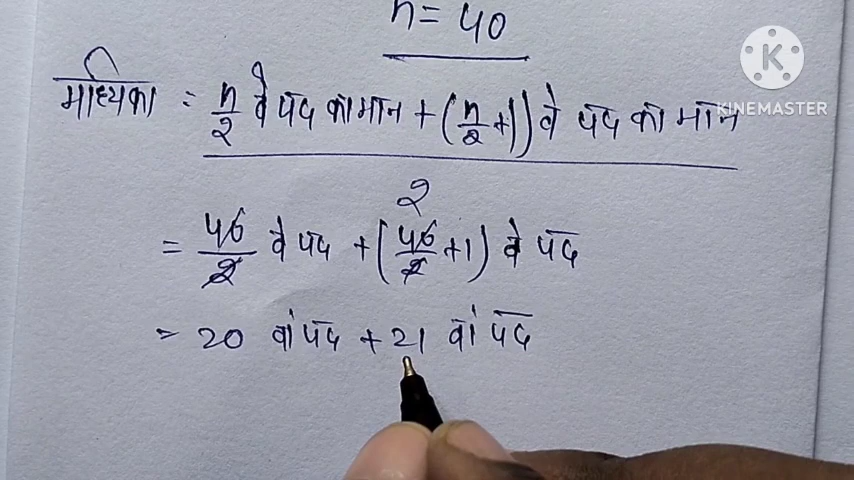 n = 40
KINEMASTER
माध्यिका = n/2 वे पद का मान + (n/2 + 1) वे पद का मान
2
= 40/2 वे पद + (40/2 + 1) वे पद
= 20 वां पद + 21 वां पद